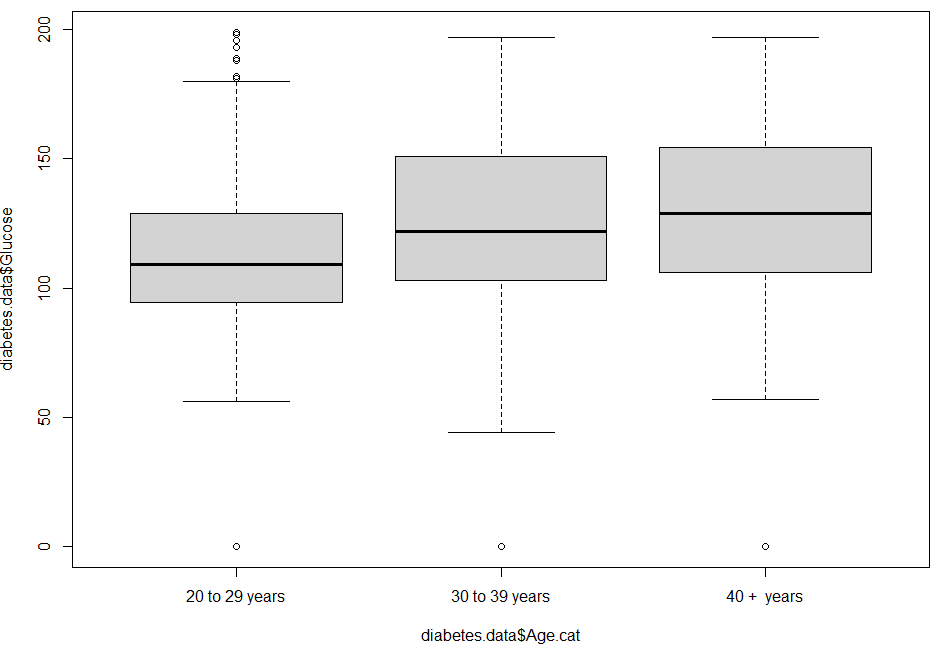 diabetes.data$Glucose
200
150
100
50
0
20 to 29 years
30 to 39 years
40 +  years
diabetes.data$Age.cat